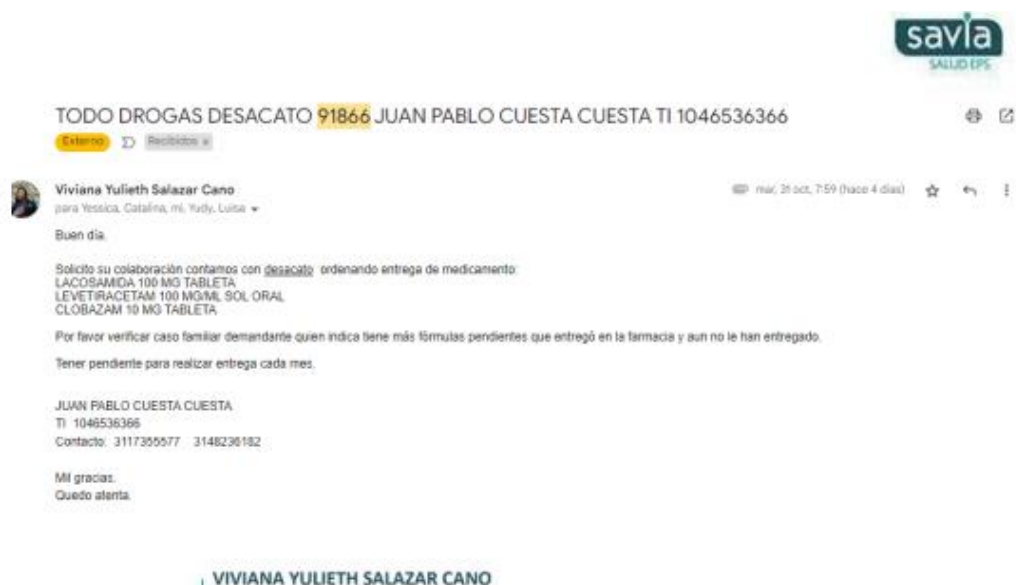 savia
SALUD EPS
TODO DROGAS DESACATO 91866 JUAN PABLO CUESTA CUESTA TI 1046536366
Externo Recibidos x
Viviana Yulieth Salazar Cano
mar, 31 oct, 7:59 (hace 4 días)
para Yessica, Catalina, mí, Yudy, Luisa
Buen día.
Solicito su colaboración contamos con desacato ordenando entrega de medicamento:
LACOSAMIDA 100 MG TABLETA
LEVETIRACETAM 100 MG/ML SOL ORAL
CLOBAZAM 10 MG TABLETA
Por favor verificar caso familiar demandante quien indica tiene más fórmulas pendientes que entregó en la farmacia y aun no le han entregado.
Tener pendiente para realizar entrega cada mes.
JUAN PABLO CUESTA CUESTA
TI 1046536366
Contacto: 3117355577 3148236182
Mil gracias.
Quedo atenta.
VIVIANA YULIETH SALAZAR CANO